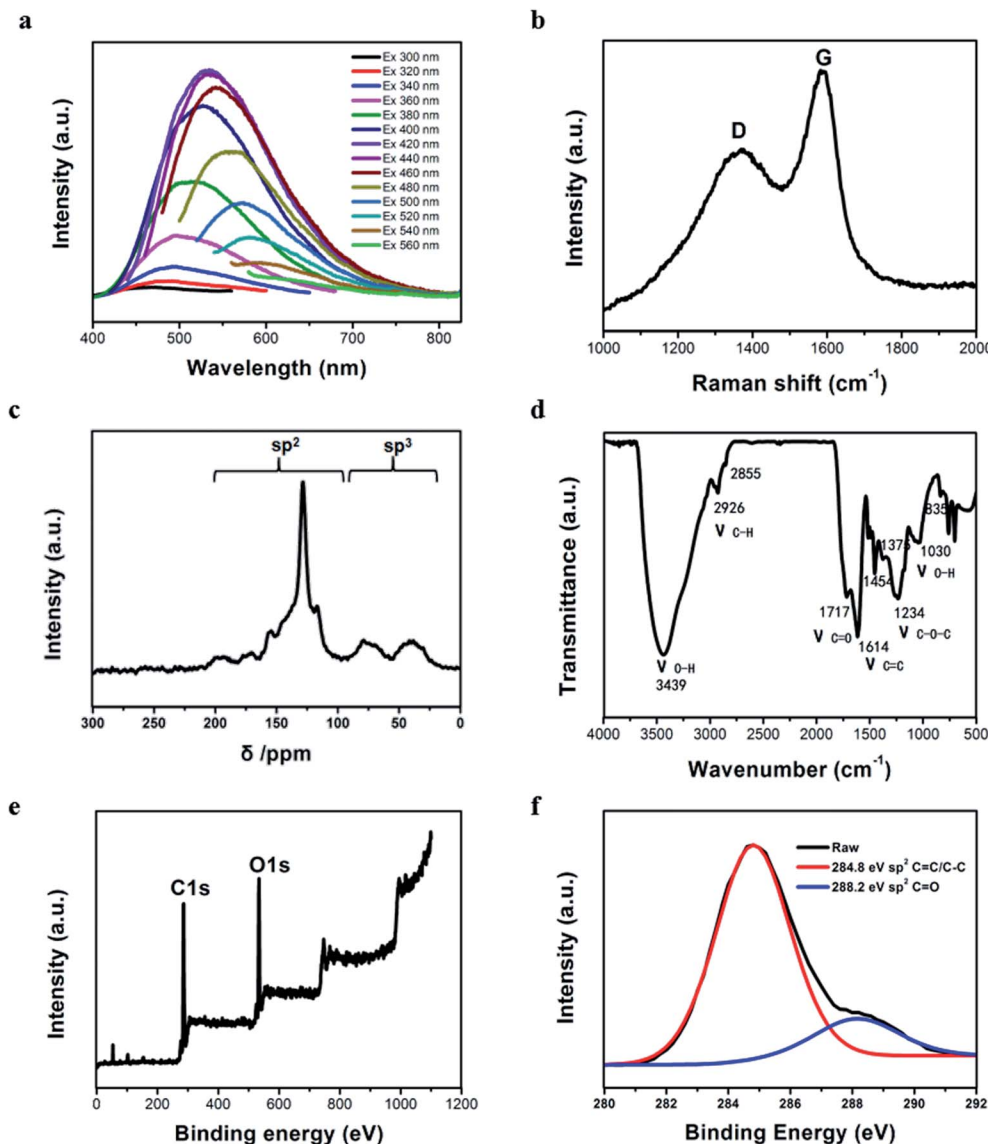 a
Intensity (a.u.)
Ex 300 nm
Ex 320 nm
Ex 340 nm
Ex 360 nm
Ex 380 nm
Ex 400 nm
Ex 420 nm
Ex 440 nm
Ex 460 nm
Ex 480 nm
Ex 500 nm
Ex 520 nm
Ex 540 nm
Ex 560 nm
400 500 600 700 800
Wavelength (nm)
b
Intensity (a.u.)
D
G
1000 1200 1400 1600 1800 2000
Raman shift (cm⁻¹)
c
Intensity (a.u.)
sp² sp³
300 250 200 150 100 50 0
δ /ppm
d
Transmittance (a.u.)
2855
2926
V C-H
835
1375
1030
V O-H
1454
1717
1234
V C=O
V C-O-C
1614
V C=C
V O-H
3439
4000 3500 3000 2500 2000 1500 1000 500
Wavenumber (cm⁻¹)
e
Intensity (a.u.)
C1s
O1s
0 200 400 600 800 1000 1200
Binding energy (eV)
f
Intensity (a.u.)
Raw
284.8 eV sp² C=C/C-C
288.2 eV sp² C=O
280 282 284 286 288 290 292
Binding Energy (eV)